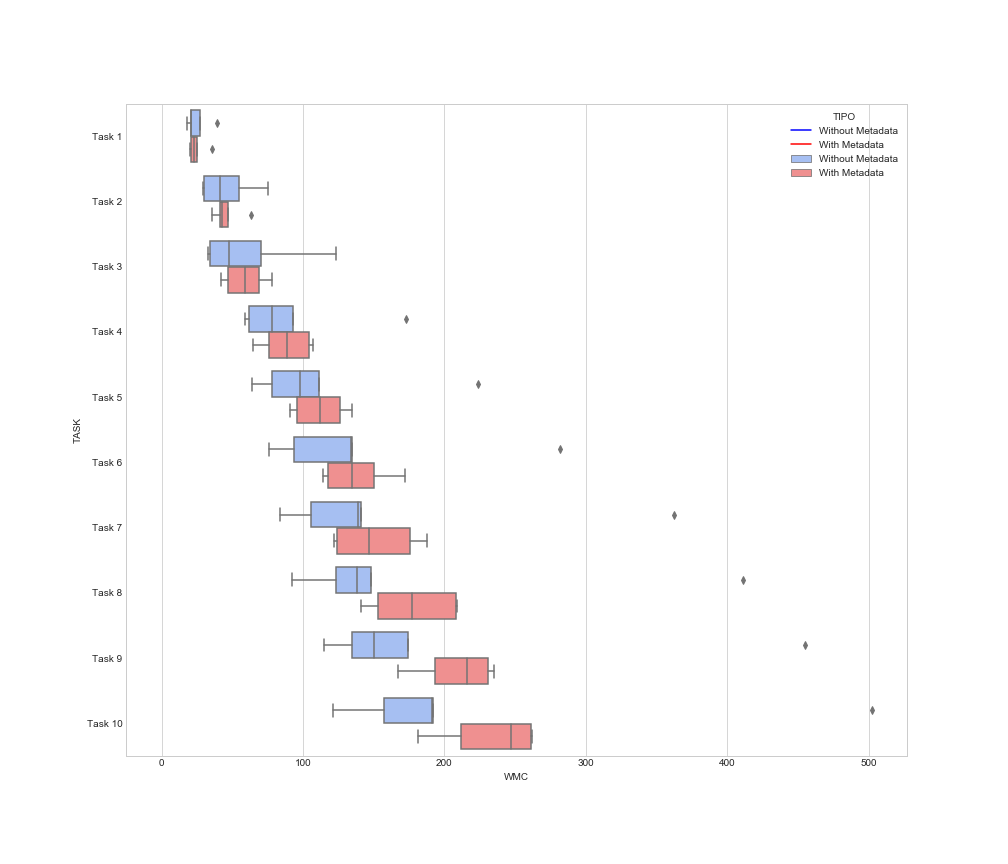 TIPO
Without Metadata
With Metadata
Without Metadata
With Metadata
Task 1
Task 2
Task 3
Task 4
Task 5
Task 6
Task 7
Task 8
Task 9
Task 10
TASK
0 100 200 300 400 500
WMC